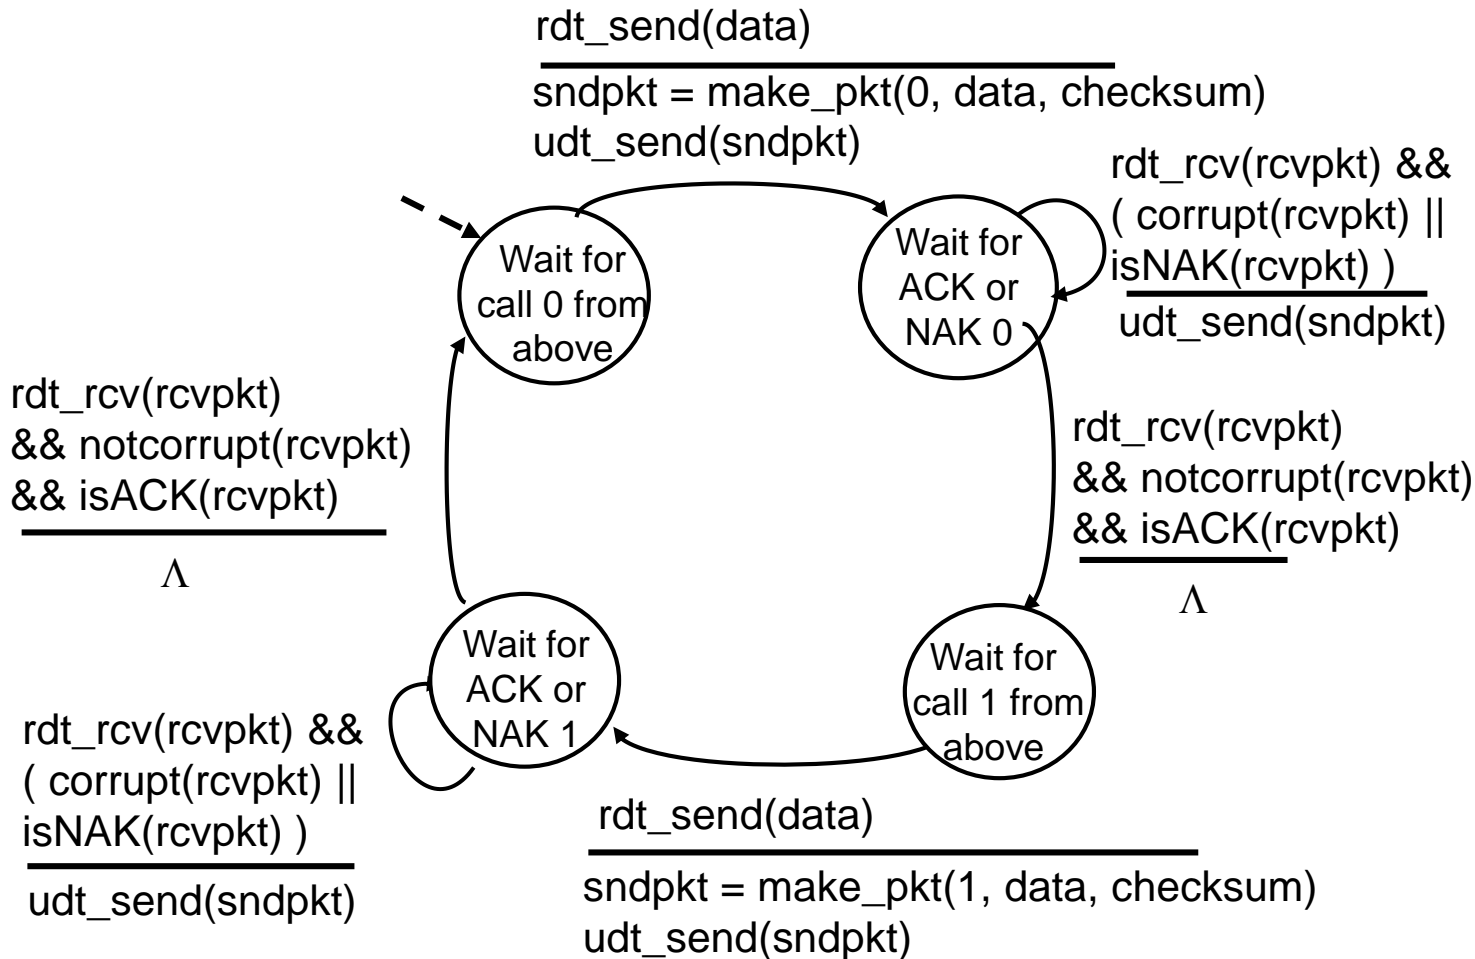 rdt_send(data)
sndpkt = make_pkt(0, data, checksum)
udt_send(sndpkt)
rdt_rcv(rcvpkt) &&
( corrupt(rcvpkt) ||
isNAK(rcvpkt) )
udt_send(sndpkt)
Wait for
call 0 from
above
Wait for
ACK or
NAK 0
rdt_rcv(rcvpkt)
&& notcorrupt(rcvpkt)
&& isACK(rcvpkt)
Λ
rdt_rcv(rcvpkt)
&& notcorrupt(rcvpkt)
&& isACK(rcvpkt)
Λ
Wait for
ACK or
NAK 1
Wait for
call 1 from
above
rdt_rcv(rcvpkt) &&
( corrupt(rcvpkt) ||
isNAK(rcvpkt) )
udt_send(sndpkt)
rdt_send(data)
sndpkt = make_pkt(1, data, checksum)
udt_send(sndpkt)